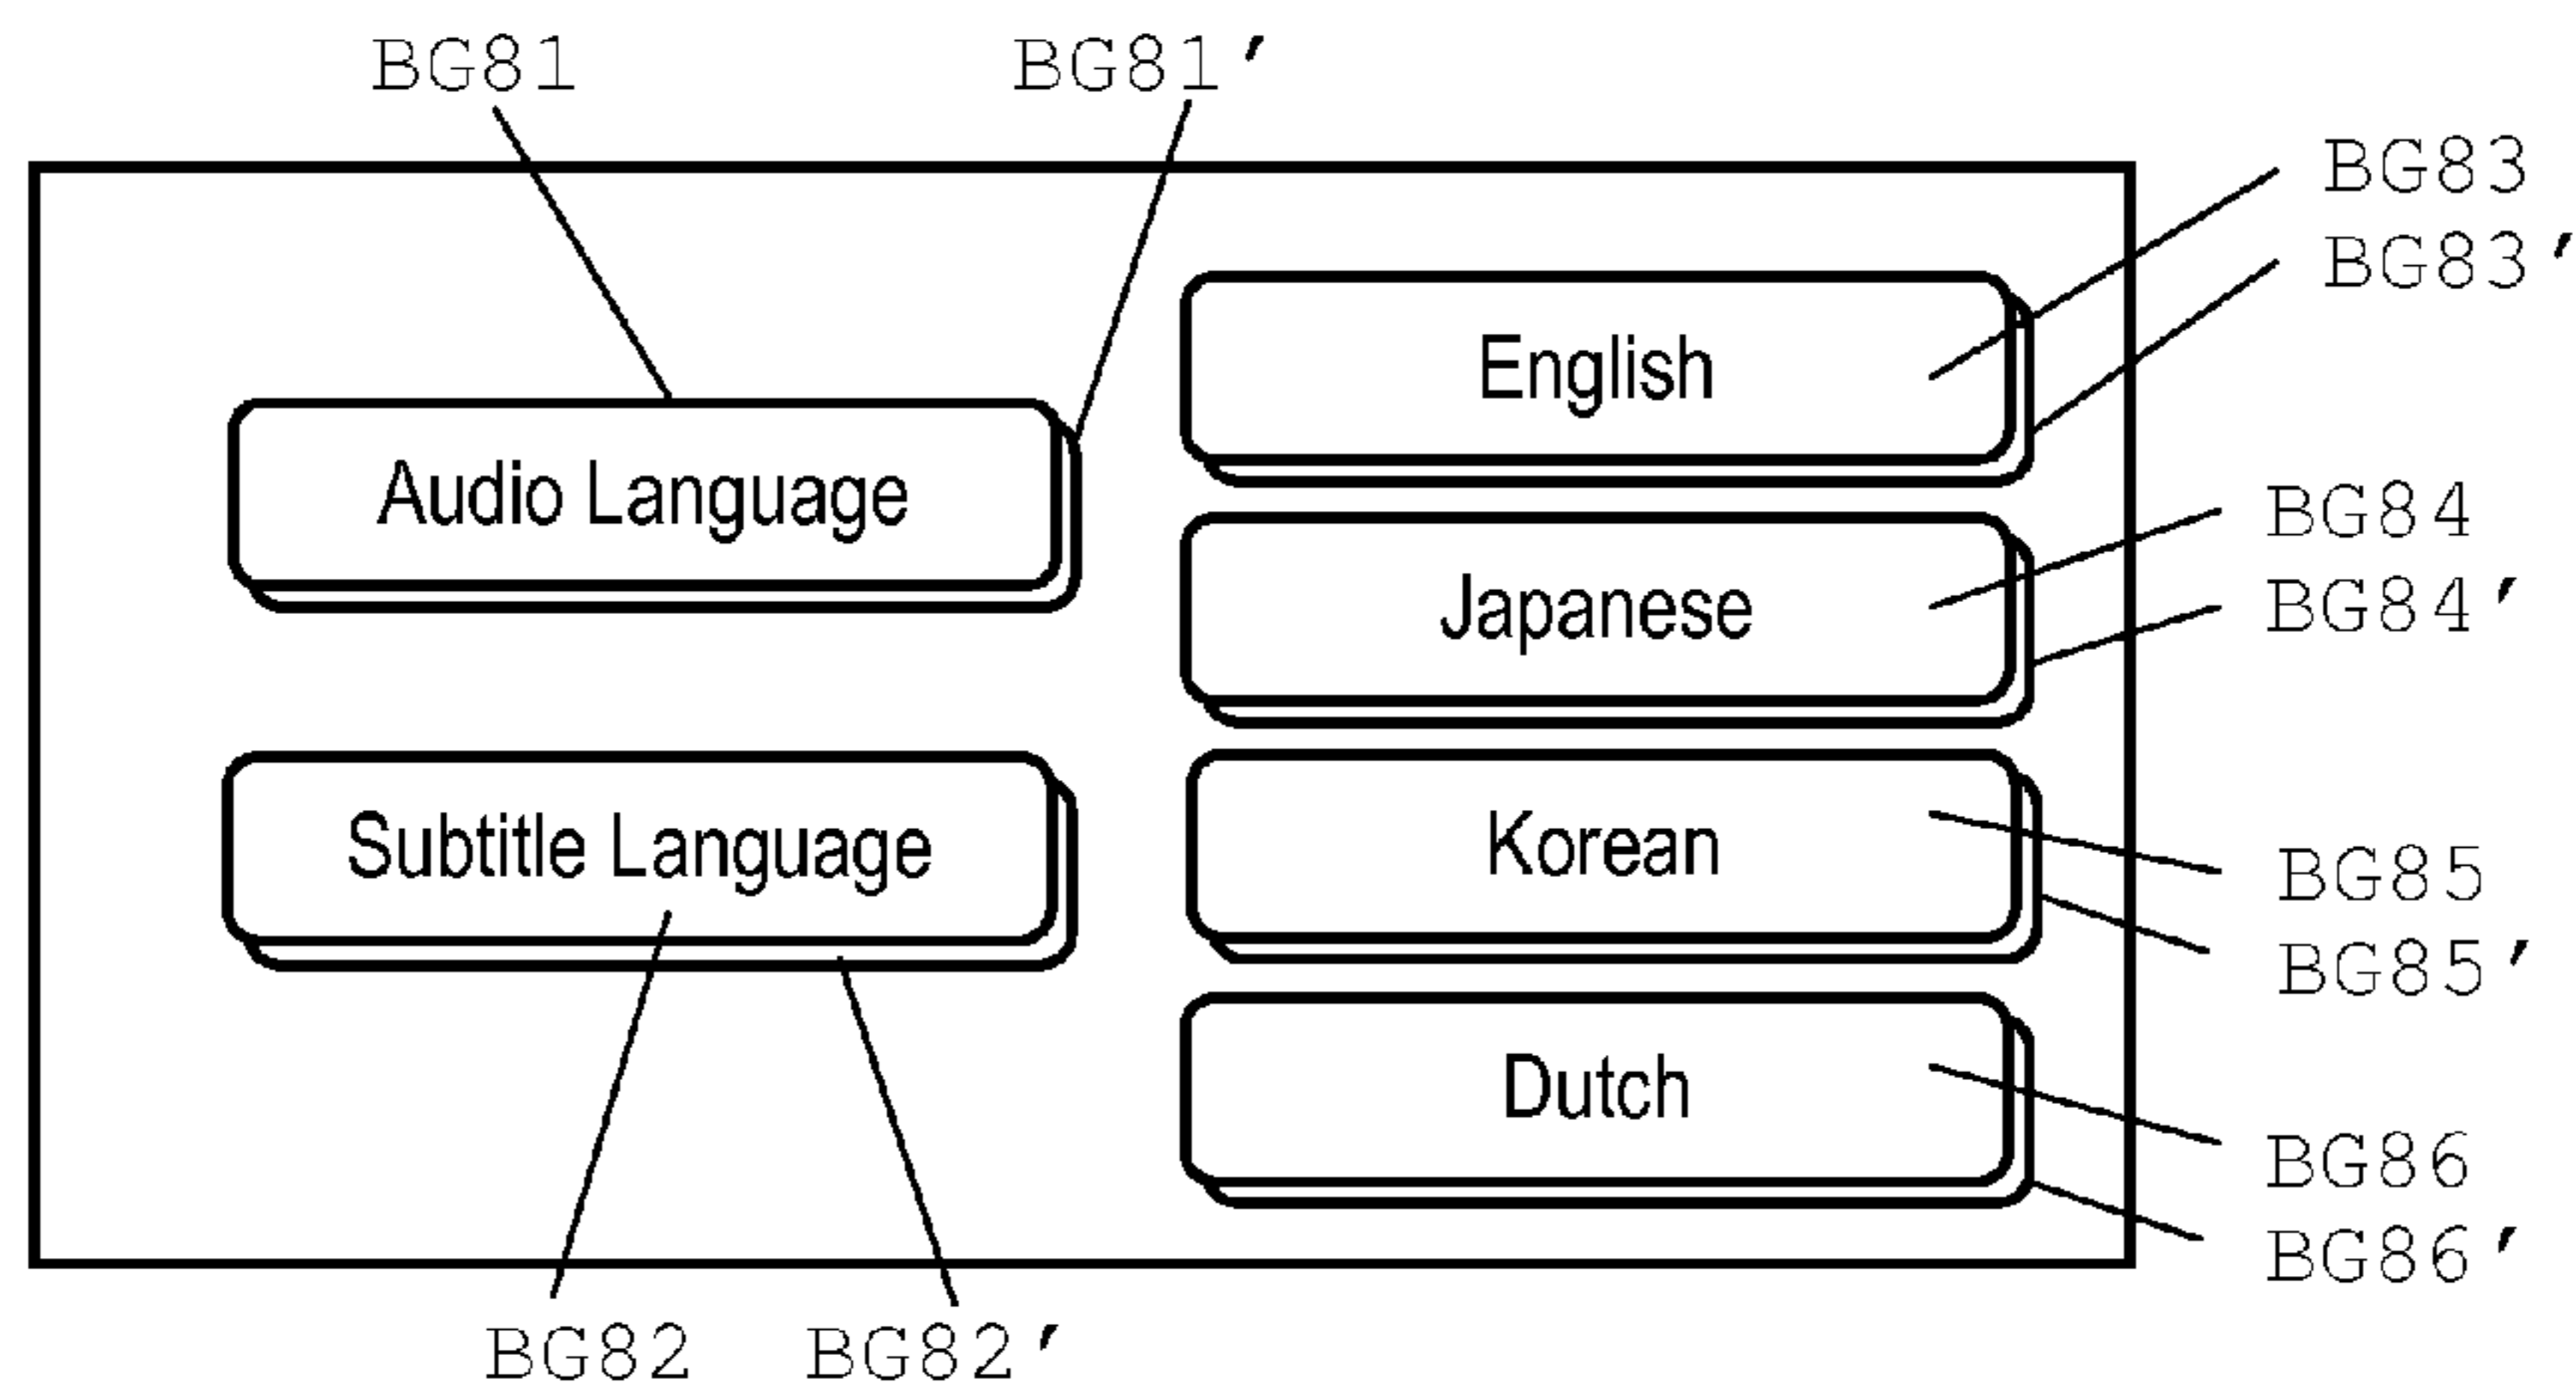 BG81 BG81'
BG83
BG83'
English
Audio Language
BG84
Japanese
BG84'
Subtitle Language
Korean
BG85
BG85'
Dutch
BG86
BG86'
BG82 BG82'